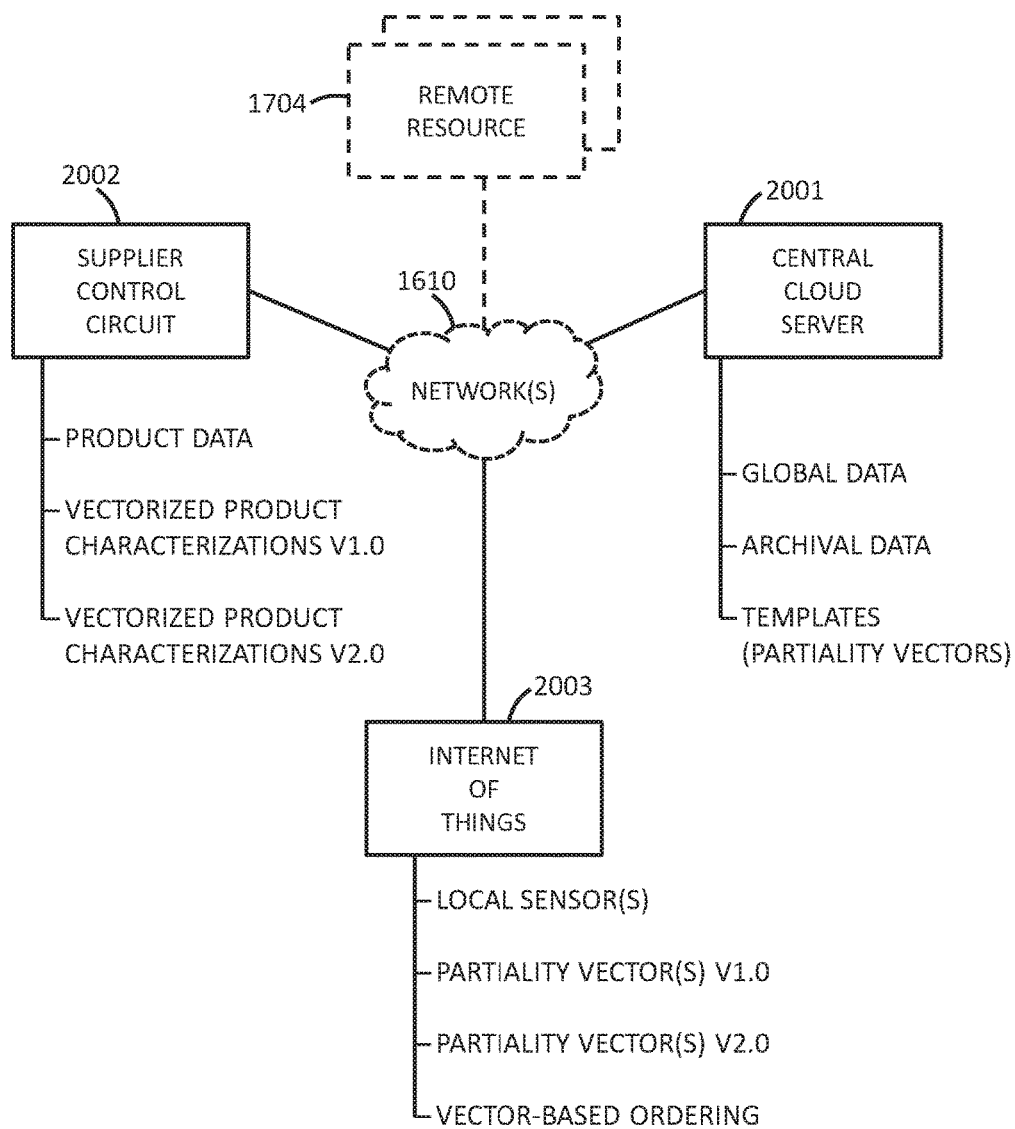 1704
REMOTE
RESOURCE
2002
SUPPLIER
CONTROL
CIRCUIT
2001
CENTRAL
CLOUD
SERVER
1610
NETWORK(S)
PRODUCT DATA
VECTORIZED PRODUCT
CHARACTERIZATIONS V1.0
VECTORIZED PRODUCT
CHARACTERIZATIONS V2.0
GLOBAL DATA
ARCHIVAL DATA
TEMPLATES
(PARTIALITY VECTORS)
2003
INTERNET
OF
THINGS
LOCAL SENSOR(S)
PARTIALITY VECTOR(S) V1.0
PARTIALITY VECTOR(S) V2.0
VECTOR-BASED ORDERING